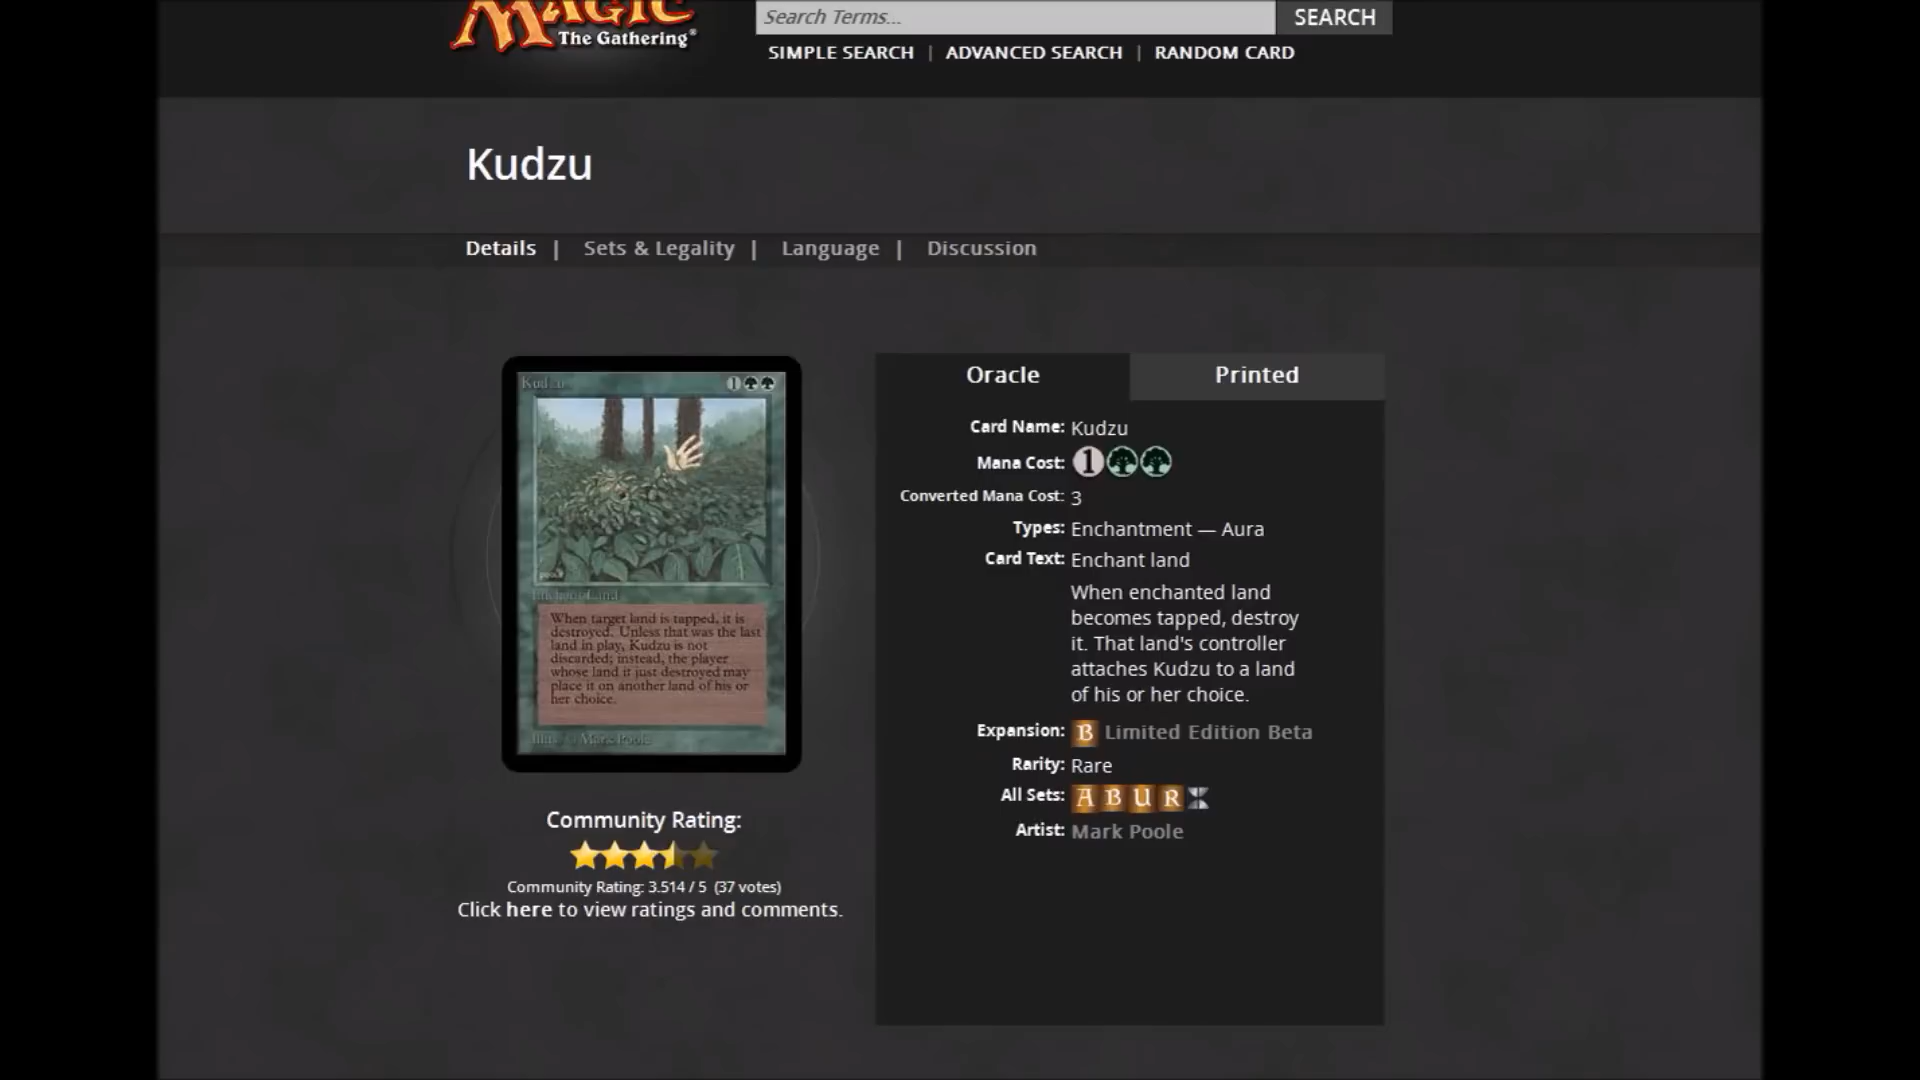 MAGIC
The Gathering®
Search Terms...
SEARCH
SIMPLE SEARCH | ADVANCED SEARCH | RANDOM CARD
Kudzu
Details | Sets & Legality | Language | Discussion
Kudzu
1
When target land is tapped, it is
destroyed. Unless that was the last
land in play, Kudzu is not
discarded; instead, the player
whose land it just destroyed may
place it on another land of his or
her choice.
Illus. © Mark Poole
Community Rating:
Community Rating: 3.514 / 5 (37 votes)
Click here to view ratings and comments.
Oracle
Printed
Card Name: Kudzu
Mana Cost: 1
Converted Mana Cost: 3
Types: Enchantment — Aura
Card Text: Enchant land
When enchanted land
becomes tapped, destroy
it. That land's controller
attaches Kudzu to a land
of his or her choice.
Expansion: B Limited Edition Beta
Rarity: Rare
All Sets: A B U R
Artist: Mark Poole